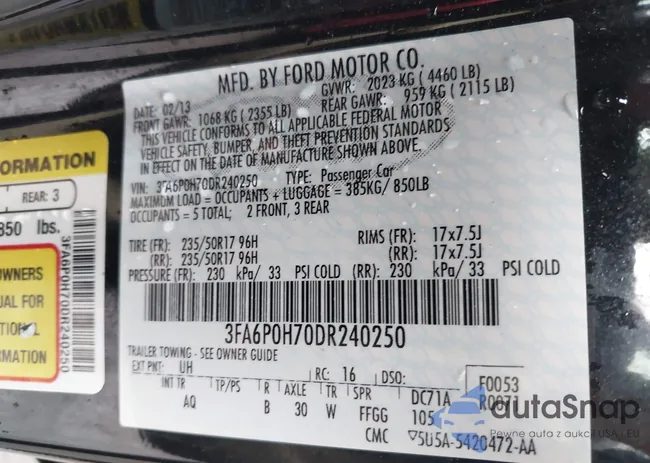 MFD. BY FORD MOTOR CO.
DATE: 02/13 GVWR: 2023 KG ( 4460 LB)
FRONT GAWR: 1068 KG ( 2355 LB) REAR GAWR: 959 KG ( 2115 LB)
THIS VEHICLE CONFORMS TO ALL APPLICABLE FEDERAL MOTOR
VEHICLE SAFETY, BUMPER, AND THEFT PREVENTION STANDARDS
IN EFFECT ON THE DATE OF MANUFACTURE SHOWN ABOVE.
VIN: 3FA6P0H70DR240250 TYPE: Passenger Car
MAXIMUM LOAD = OCCUPANTS + LUGGAGE = 385KG/ 850LB
OCCUPANTS = 5 TOTAL; 2 FRONT, 3 REAR
TIRE (FR): 235/50R17 96H RIMS (FR): 17x7.5J
(RR): 235/50R17 96H (RR): 17x7.5J
PRESSURE (FR): 230 kPa/ 33 PSI COLD (RR): 230 kPa/ 33 PSI COLD
3FA6P0H70DR240250
TRAILER TOWING - SEE OWNER GUIDE
EXT PNT: UH RC: 16 DSO: F0053
INT TR TP/PS R AXLE TR SPR DC71A R0071
AQ B 30 W FFGG 105
CMC 5U5A-5420472-AA
FORMATION
REAR: 3
850 lbs.
OWNERS
UAL FOR
TIONAL
RMATION
3FA6P0H70DR240250
autoSnap
Pewne auta z aukcji USA